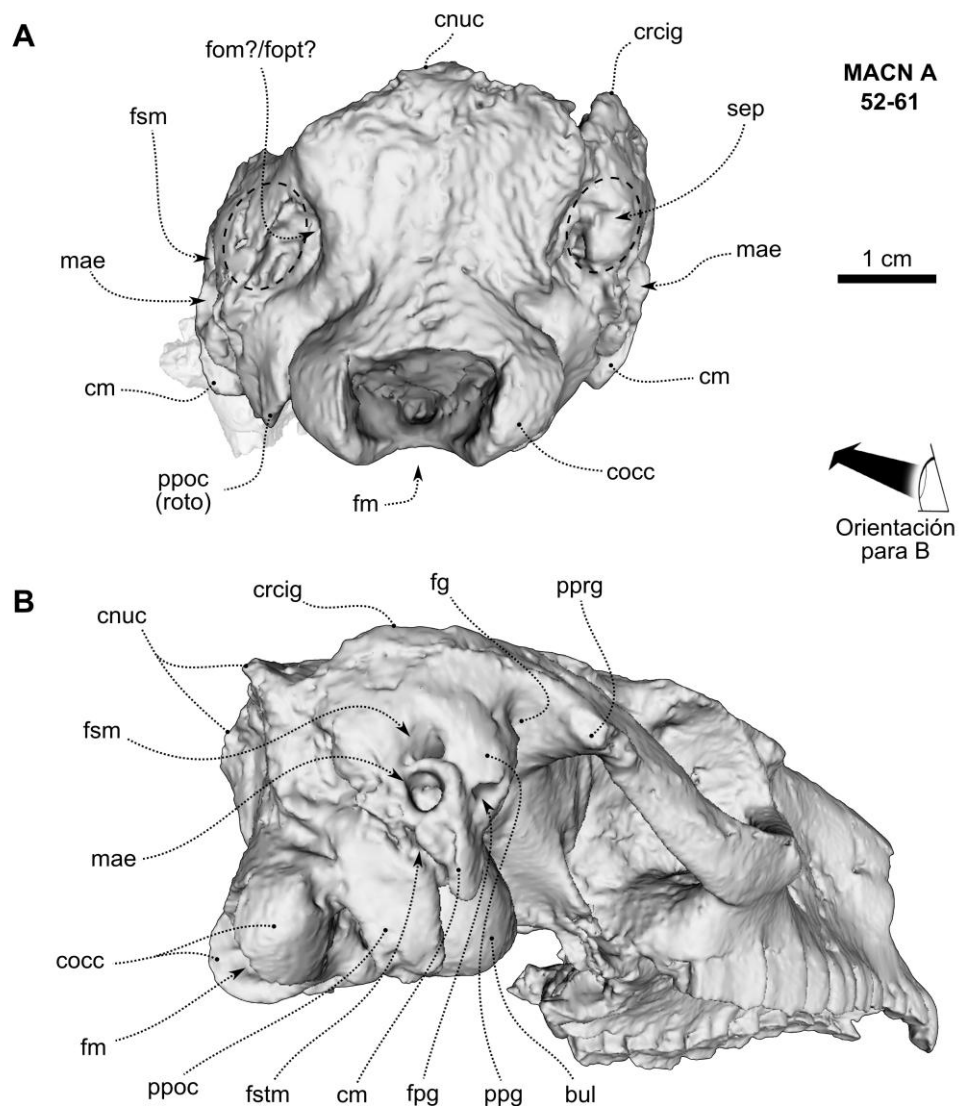 A
cnuc
crcig
fom?/fopt?
MACN A
52-61
sep
fsm
mae
mae
1 cm
cm
cm
ppoc
(roto)
fm
cocc
Orientación
para B
B
cnuc
crcig
fg
pprg
fsm
mae
cocc
fm
ppoc
fstm
cm
fpg
ppg
bul